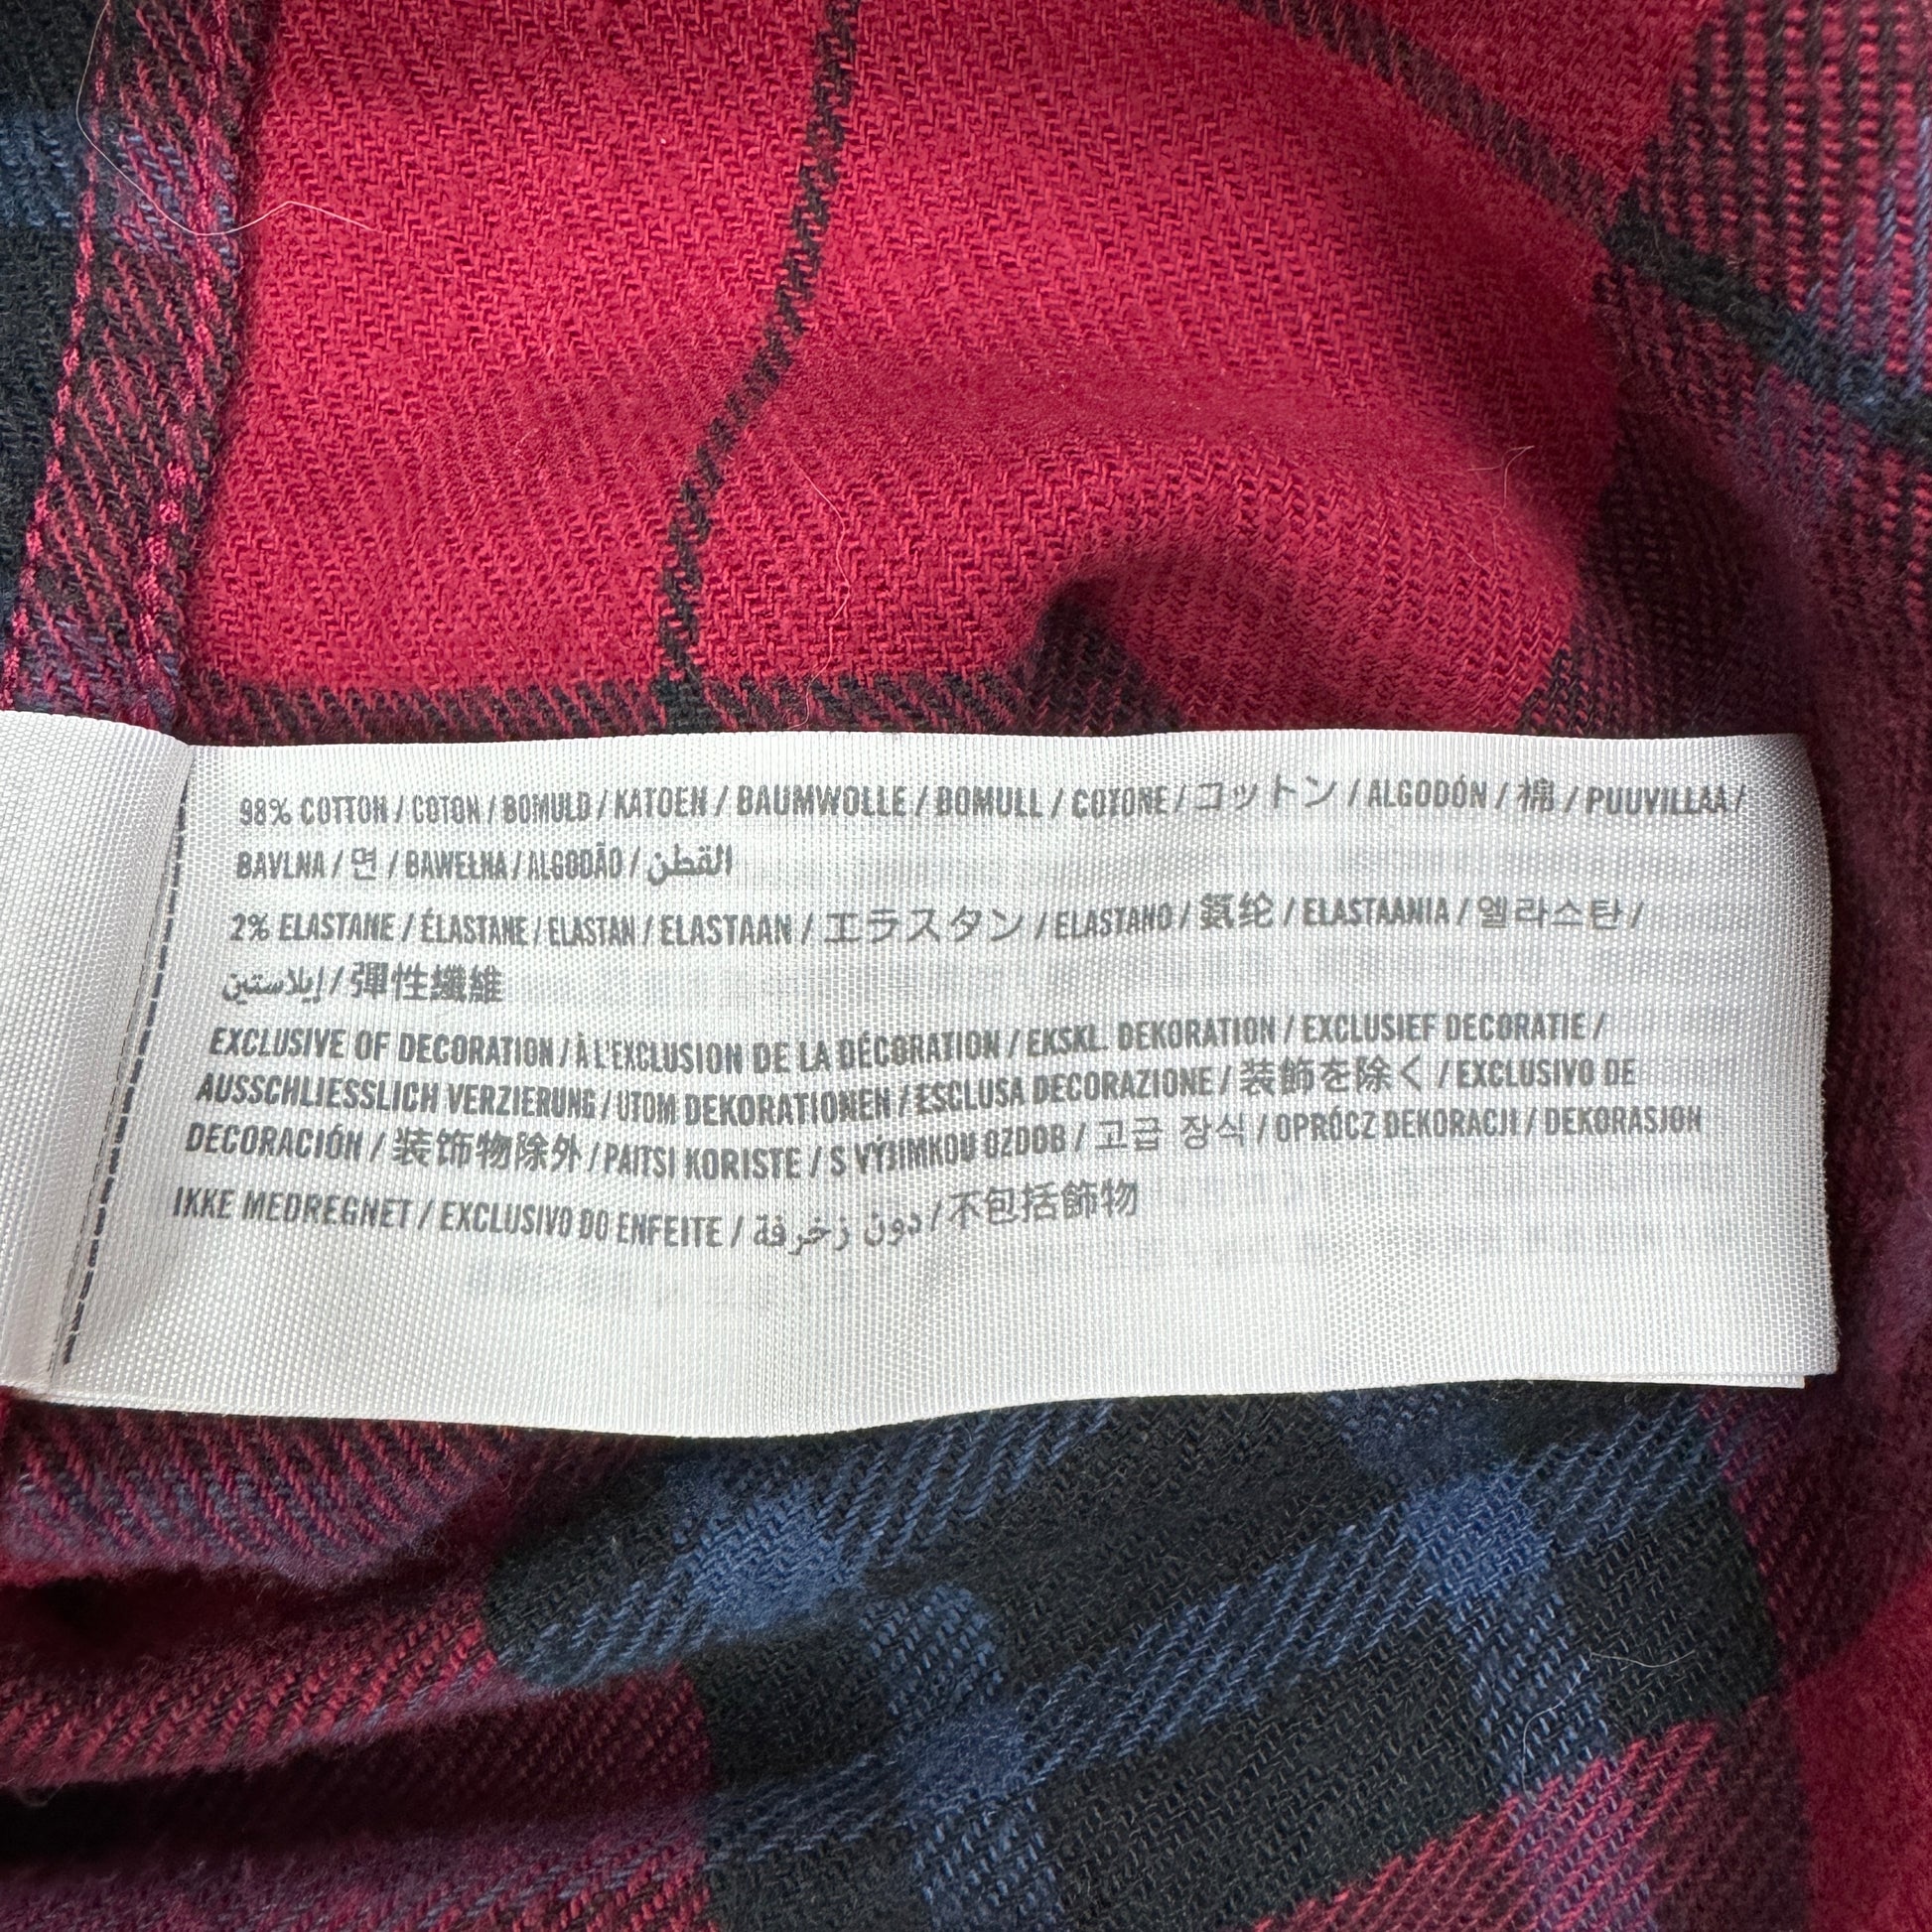 98% COTTON / COTON / BOMULD / KATOEN / BAUMWOLLE / BOMULL / COTONE / コットン / ALGODÓN / 棉 / PUUVILLAA /
BAVLNA / 면 / BAWEŁNA / ALGODÃO / القطن
2% ELASTANE / ÉLASTANE / ELASTAN / ELASTAAN / エラスタン / ELASTANO / 氨纶 / ELASTAANIA / 엘라스탄 /
إيلاستين / 彈性纖維
EXCLUSIVE OF DECORATION / À L'EXCLUSION DE LA DÉCORATION / EKSKL. DEKORATION / EXCLUSIEF DECORATIE /
AUSSCHLIESSLICH VERZIERUNG / UTOM DEKORATIONEN / ESCLUSA DECORAZIONE / 装飾を除く / EXCLUSIVO DE
DECORACIÓN / 装饰物除外 / PAITSI KORISTE / S VÝJIMKOU OZDOB / 고급 장식 / OPRÓCZ DEKORACJI / DEKORASJON
IKKE MEDREGNET / EXCLUSIVO DO ENFEITE / دون زخرفة / 不包括飾物